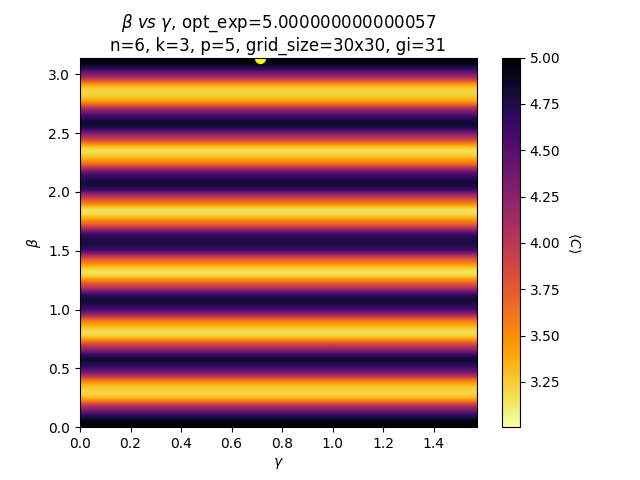 β vs γ, opt_exp=5.000000000000057
n=6, k=3, p=5, grid_size=30x30, gi=31
3.0
2.5
2.0
1.5
1.0
0.5
0.0
β
0.0 0.2 0.4 0.6 0.8 1.0 1.2 1.4
γ
5.00
4.75
4.50
4.25
4.00
3.75
3.50
3.25
⟨C⟩